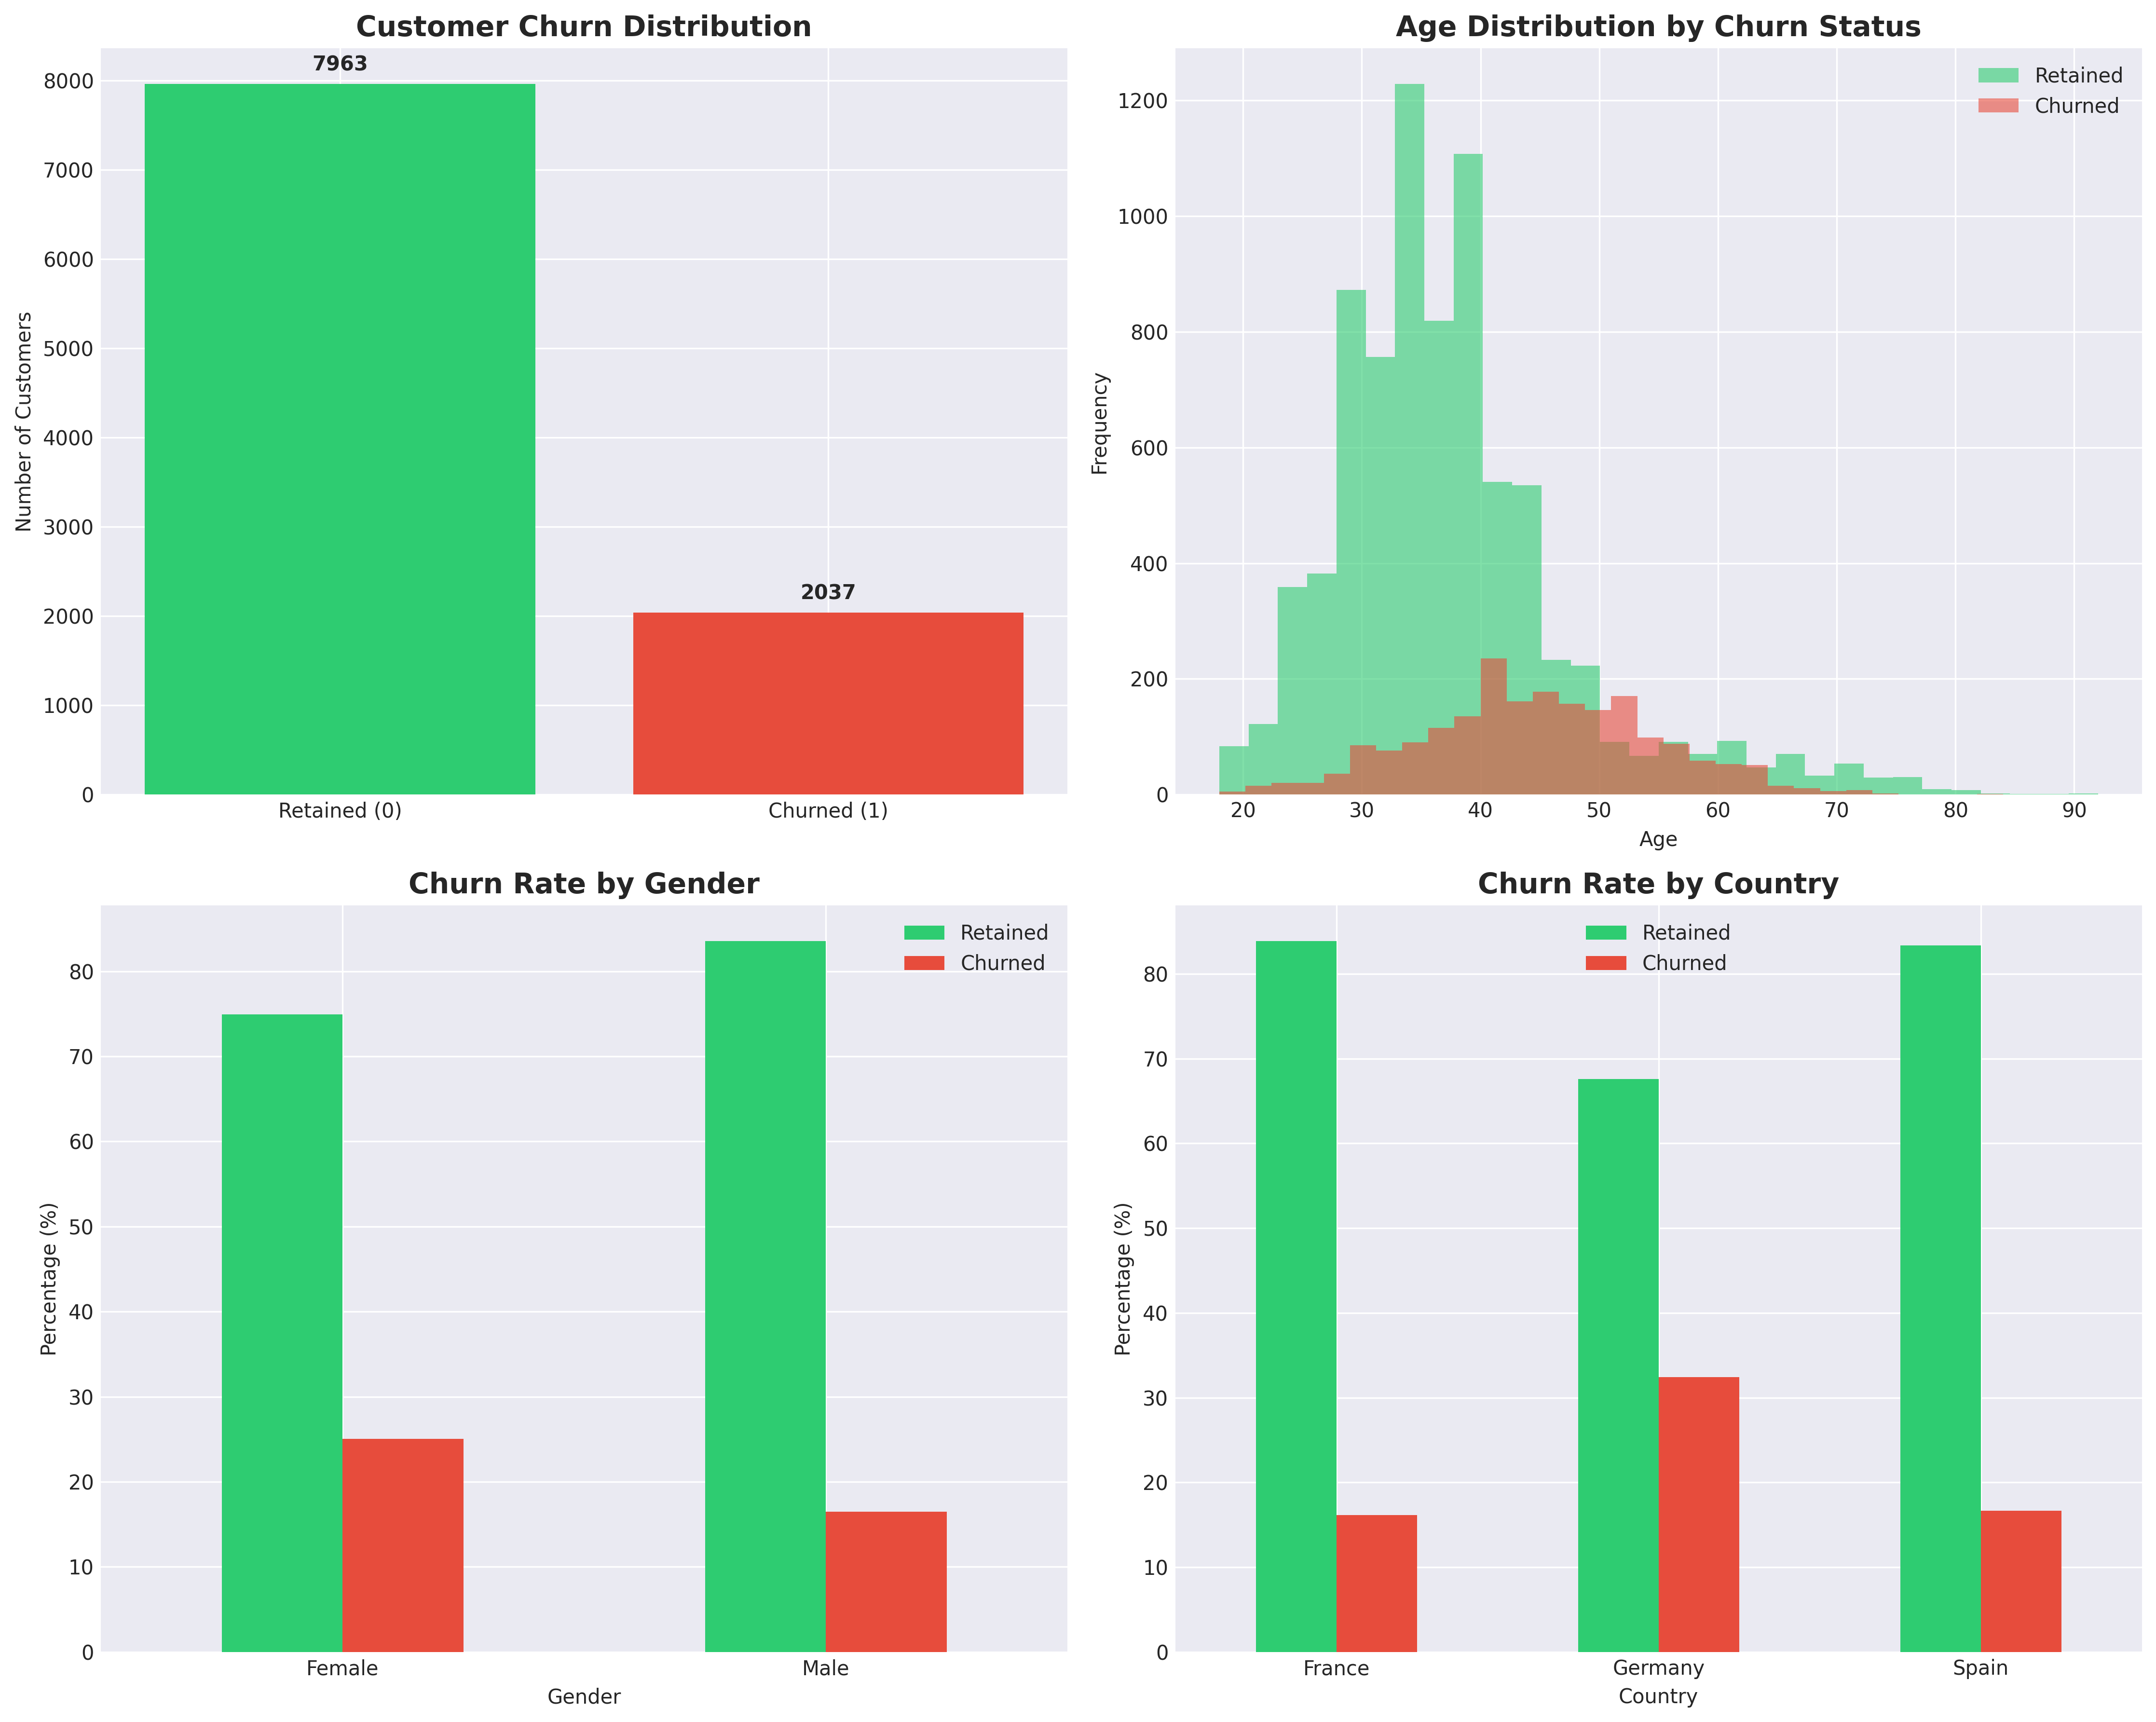 Customer Churn Distribution
7963
2037
8000
7000
6000
5000
4000
3000
2000
1000
0
Number of Customers
Retained (0)
Churned (1)
Age Distribution by Churn Status
Retained
Churned
1200
1000
800
600
400
200
0
Frequency
20 30 40 50 60 70 80 90
Age
Churn Rate by Gender
Retained
Churned
80
70
60
50
40
30
20
10
0
Percentage (%)
Female
Male
Gender
Churn Rate by Country
Retained
Churned
80
70
60
50
40
30
20
10
0
Percentage (%)
France
Germany
Spain
Country